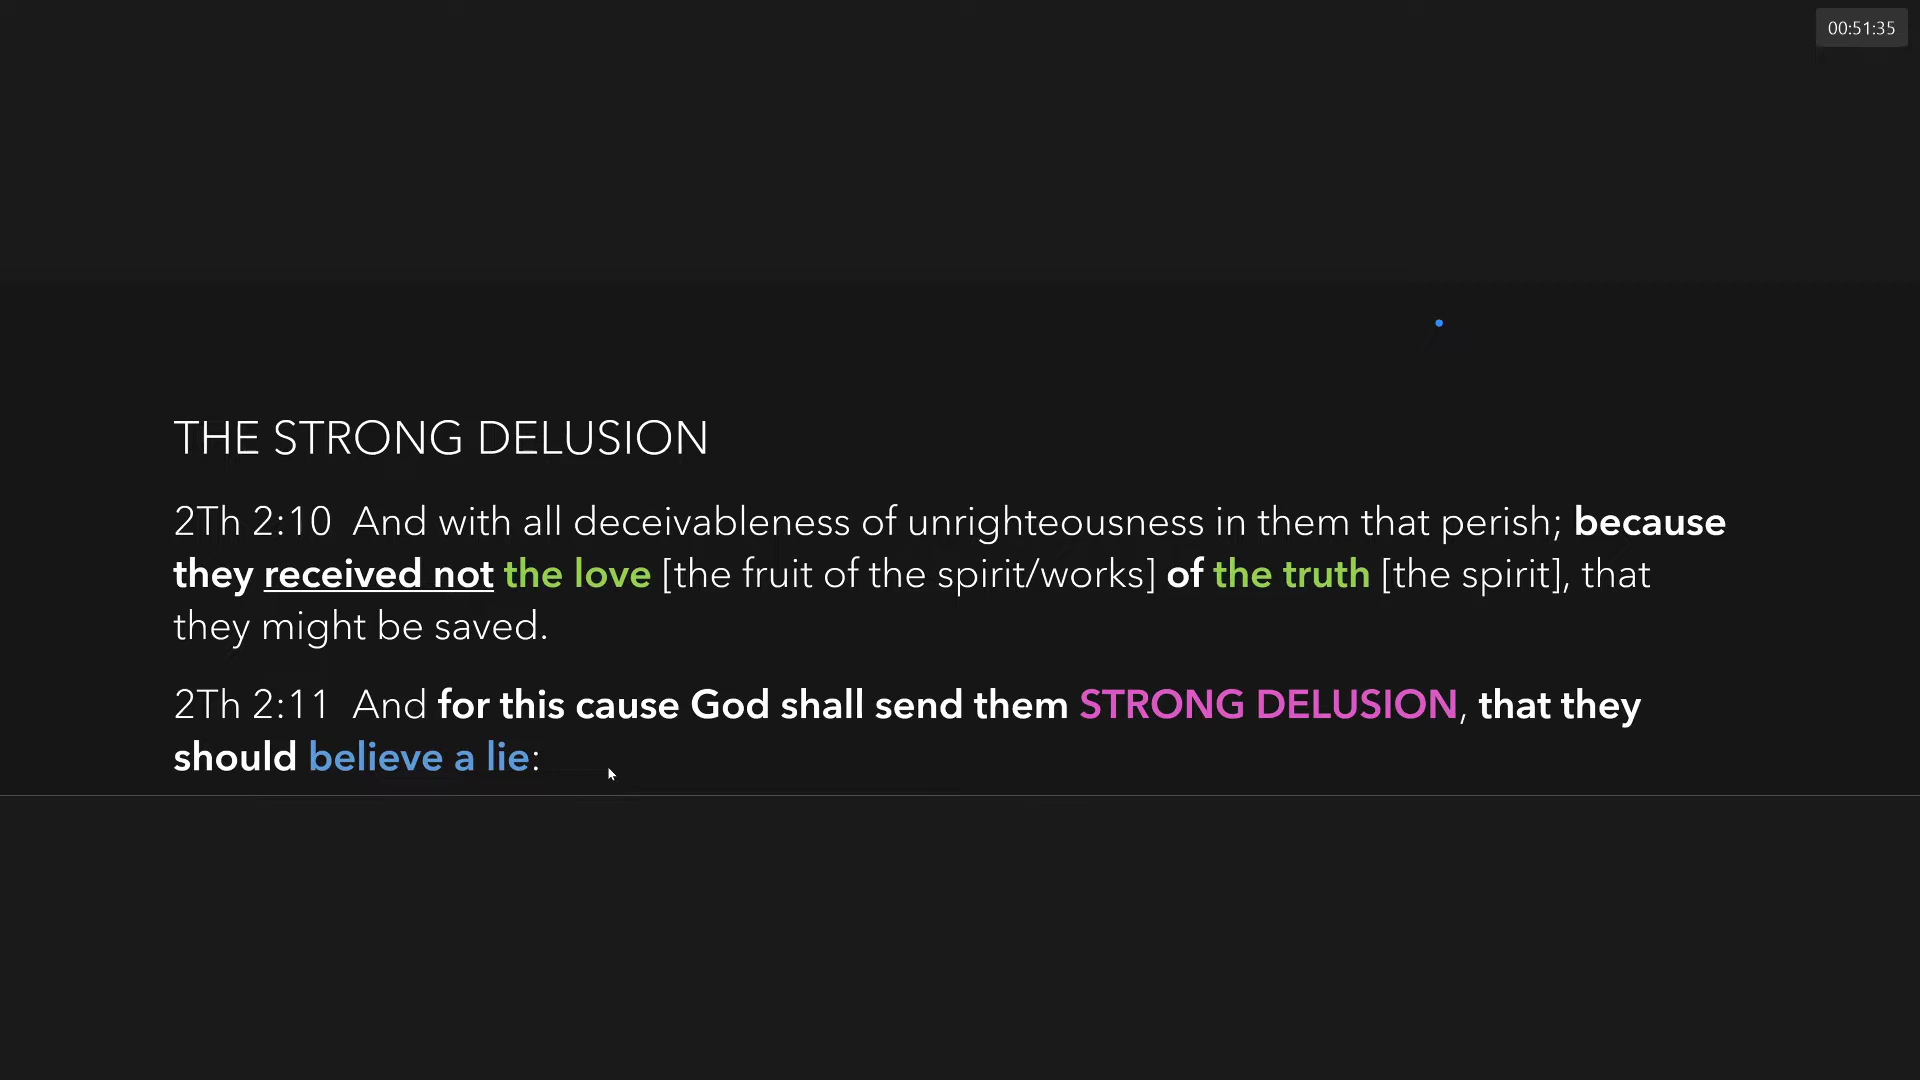 00:51:35
THE STRONG DELUSION
2Th 2:10  And with all deceivableness of unrighteousness in them that perish; because
they received not the love [the fruit of the spirit/works] of the truth [the spirit], that
they might be saved.
2Th 2:11  And for this cause God shall send them STRONG DELUSION, that they
should believe a lie: